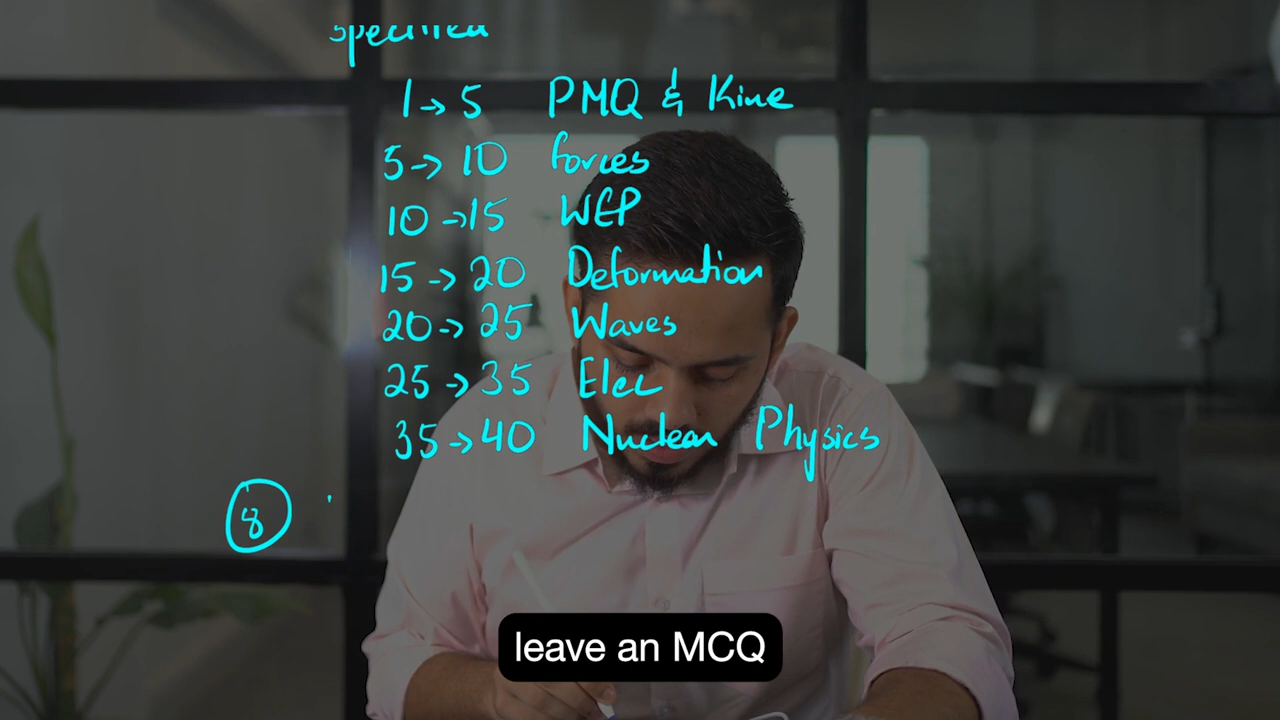 1 → 5 PMQ & Kine
5 → 10 forces
10 → 15 WEP
15 → 20 Deformation
20 → 25 Waves
25 → 35 Elec
35 → 40 Nuclear Physics
8
leave an MCQ